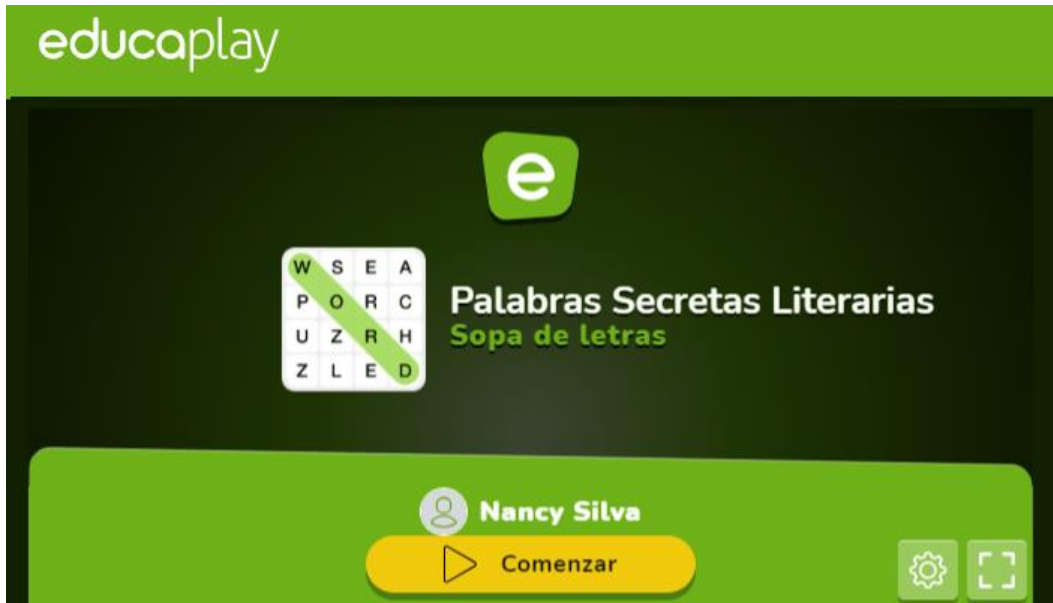 educaplay
e
W S E A
P O R C
U Z R H
Z L E D
Palabras Secretas Literarias
Sopa de letras
Nancy Silva
Comenzar